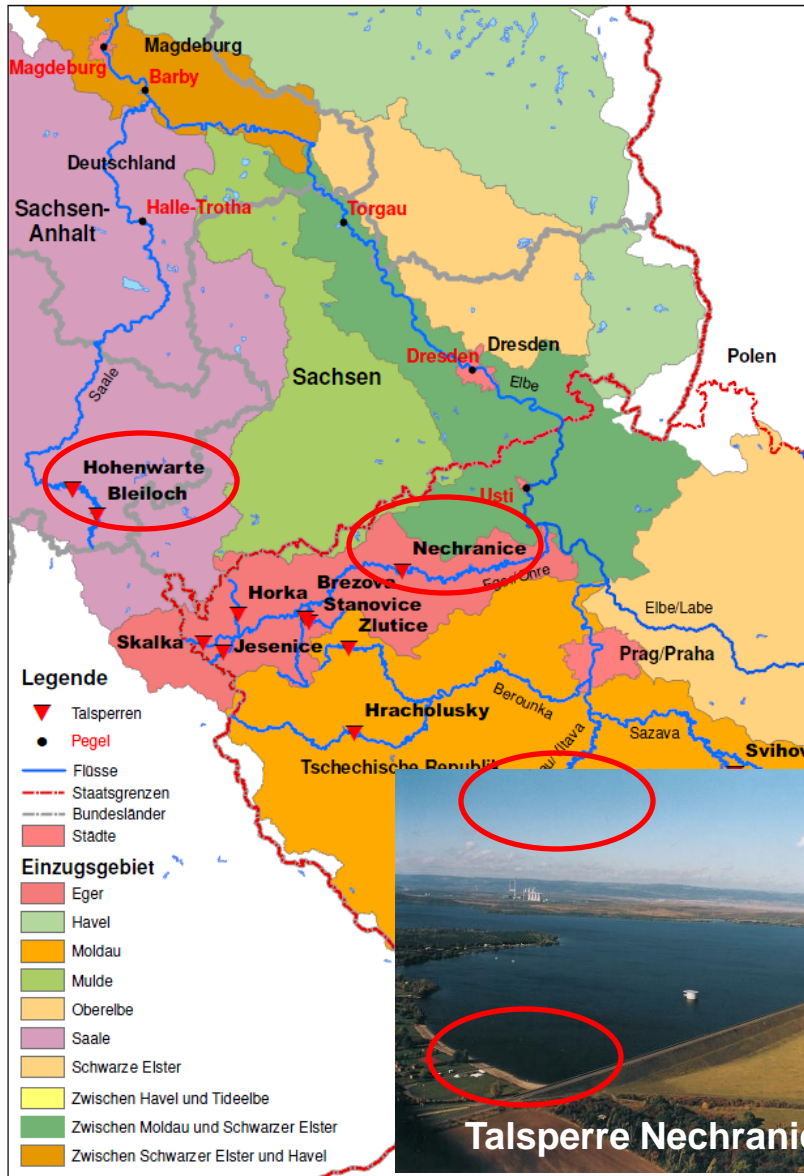 Magdeburg
Magdeburg
Barby
Deutschland
Sachsen-
Anhalt
Halle-Trotha
Torgau
Dresden
Dresden
Elbe
Polen
Sachsen
Saale
Hohenwarte
Bleiloch
Usti
Nechranice
Eger/Ohre
Horka
Brezova
Stanovice
Zlutice
Skalka
Jesenice
Elbe/Labe
Prag/Praha
Berounka
Hracholusky
Sazava
Tschechische Republik
Legende
Talsperren
Pegel
Flüsse
Staatsgrenzen
Bundesländer
Städte
Einzugsgebiet
Eger
Havel
Moldau
Mulde
Oberelbe
Saale
Schwarze Elster
Zwischen Havel und Tideelbe
Zwischen Moldau und Schwarzer Elster
Zwischen Schwarzer Elster und Havel
Talsperre